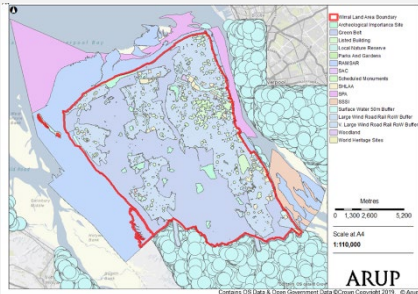 Wirral Land Area Boundary
Archeological Importance Site
Green Belt
Listed Building
Local Nature Reserve
Parks And Gardens
RAMSAR
SAC
Scheduled Monuments
SHLAA
SPA
SSSI
Surface Water 50m Buffer
Large Wind Road Rail RoW Buffer
V. Large Wind Road/Rail RoW Buffer
Woodland
World Heritage Sites
Metres
0 1,300 2,600 5,200
Scale at A4
1:110,000
ARUP
Contains OS Data & Open Government Data ©Crown Copyright 2019. © Arup